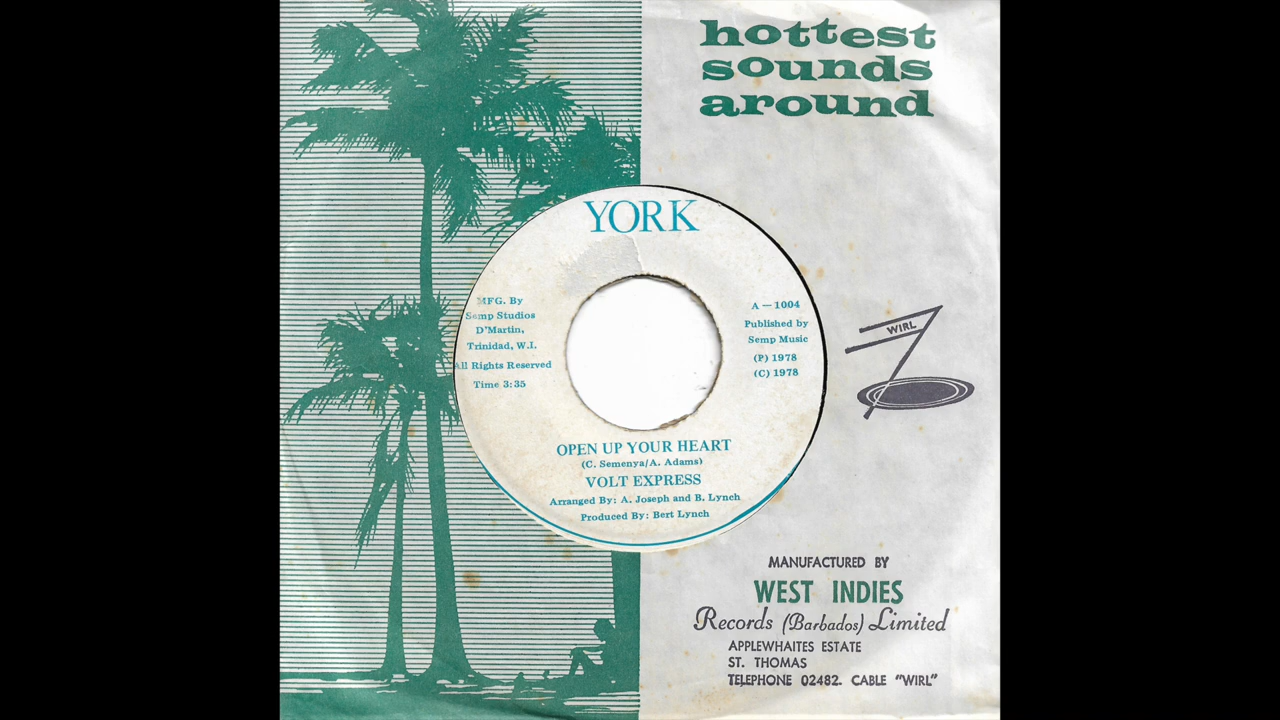 hottest
sounds
around
YORK
MFG. By
Semp Studios
D'Martin,
Trinidad, W.I.
All Rights Reserved
Time 3:35
A — 1004
Published by
Semp Music
(P) 1978
(C) 1978
WIRL
OPEN UP YOUR HEART
(C. Semenya/A. Adams)
VOLT EXPRESS
Arranged By: A. Joseph and B. Lynch
Produced By: Bert Lynch
MANUFACTURED BY
WEST INDIES
Records (Barbados) Limited
APPLEWHAITES ESTATE
ST. THOMAS
TELEPHONE 02482. CABLE "WIRL"